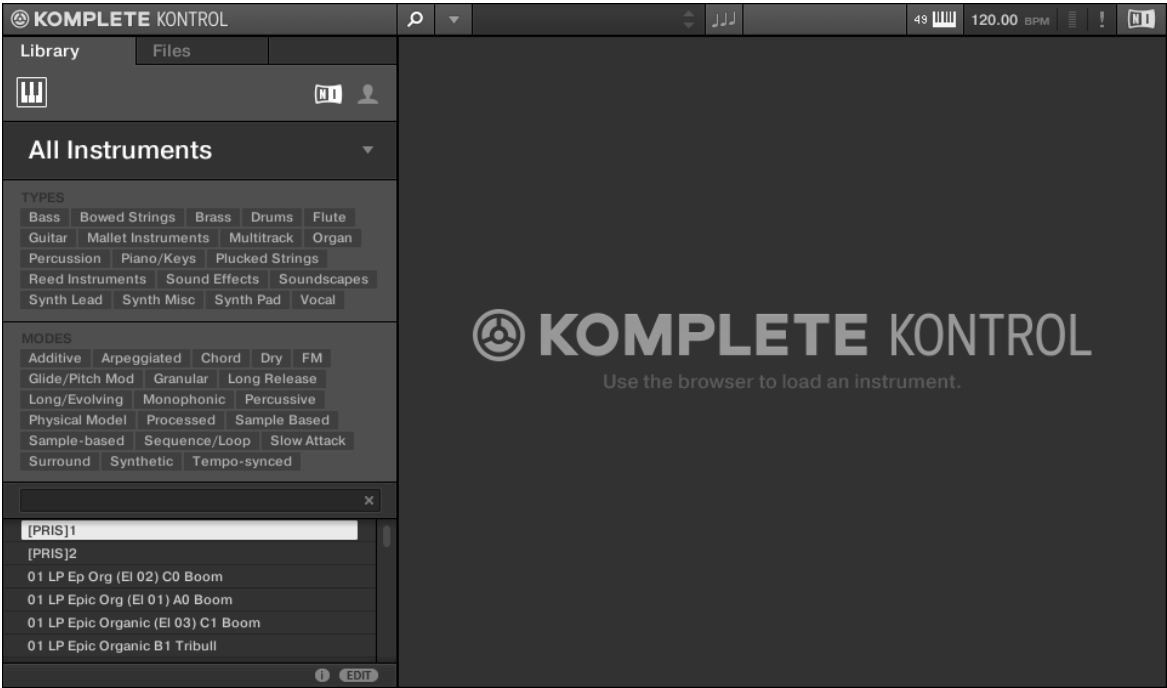 KOMPLETE KONTROL
49
120.00 BPM
!
NI
Library Files
NI
All Instruments
TYPES
Bass Bowed Strings Brass Drums Flute
Guitar Mallet Instruments Multitrack Organ
Percussion Piano/Keys Plucked Strings
Reed Instruments Sound Effects Soundscapes
Synth Lead Synth Misc Synth Pad Vocal
MODES
Additive Arpeggiated Chord Dry FM
Glide/Pitch Mod Granular Long Release
Long/Evolving Monophonic Percussive
Physical Model Processed Sample Based
Sample-based Sequence/Loop Slow Attack
Surround Synthetic Tempo-synced
[PRIS]1
[PRIS]2
01 LP Ep Org (El 02) C0 Boom
01 LP Epic Org (El 01) A0 Boom
01 LP Epic Organic (El 03) C1 Boom
01 LP Epic Organic B1 Tribull
i EDIT
KOMPLETE KONTROL
Use the browser to load an instrument.